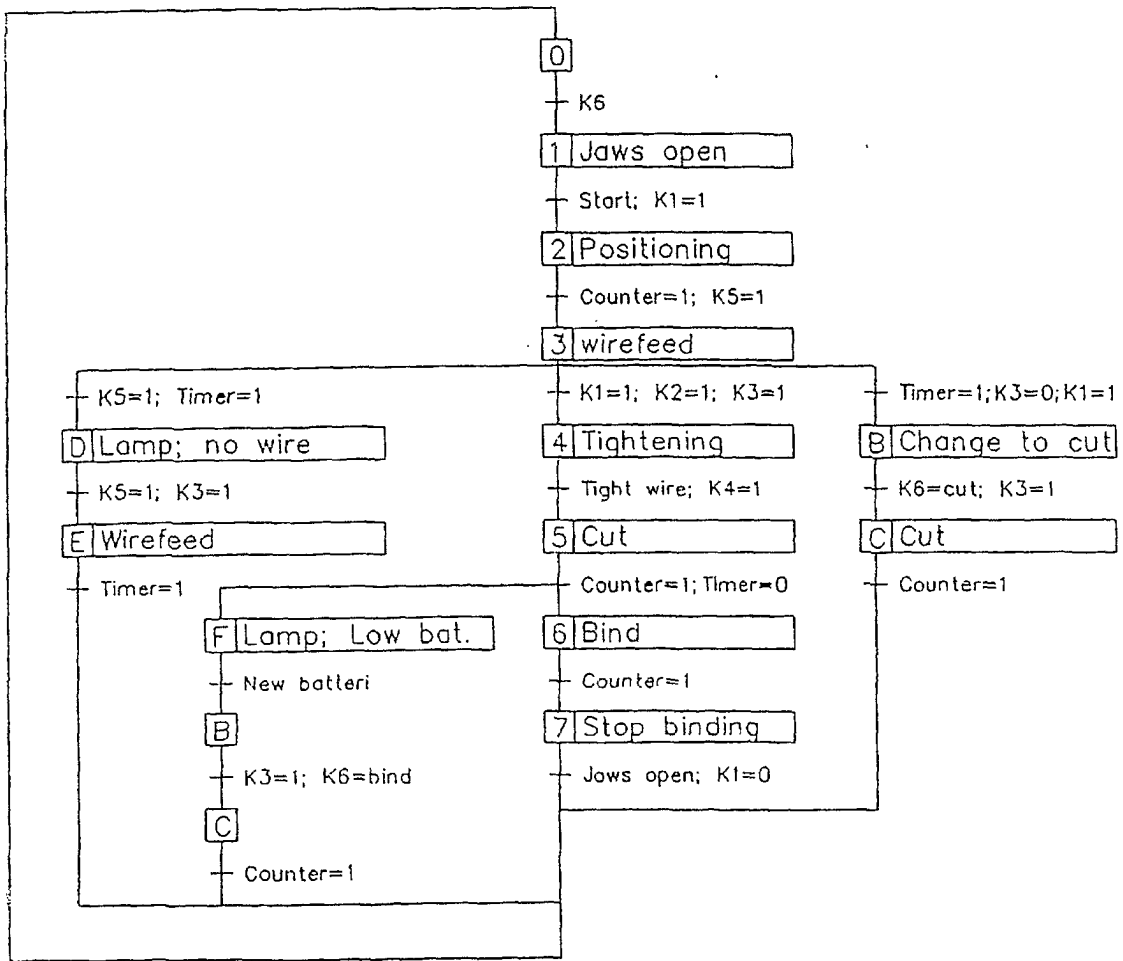 0
K6
1 Jaws open
Start; K1=1
2 Positioning
Counter=1; K5=1
3 wirefeed
K5=1; Timer=1
K1=1; K2=1; K3=1
Timer=1;K3=0;K1=1
D Lamp; no wire
4 Tightening
B Change to cut
K5=1; K3=1
Tight wire; K4=1
K6=cut; K3=1
E Wirefeed
5 Cut
C Cut
Timer=1
Counter=1;Timer=0
Counter=1
F Lamp; Low bat.
6 Bind
New batteri
Counter=1
B
7 Stop binding
K3=1; K6=bind
Jaws open; K1=0
C
Counter=1